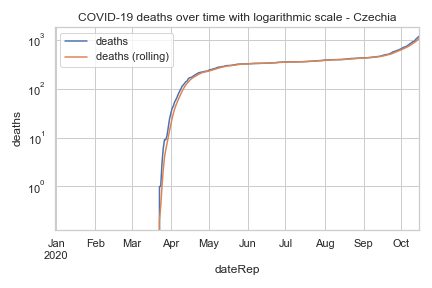 COVID-19 deaths over time with logarithmic scale - Czechia
deaths
deaths (rolling)
10³
10²
10¹
10⁰
deaths
Jan Feb Mar Apr May Jun Jul Aug Sep Oct
2020
dateRep